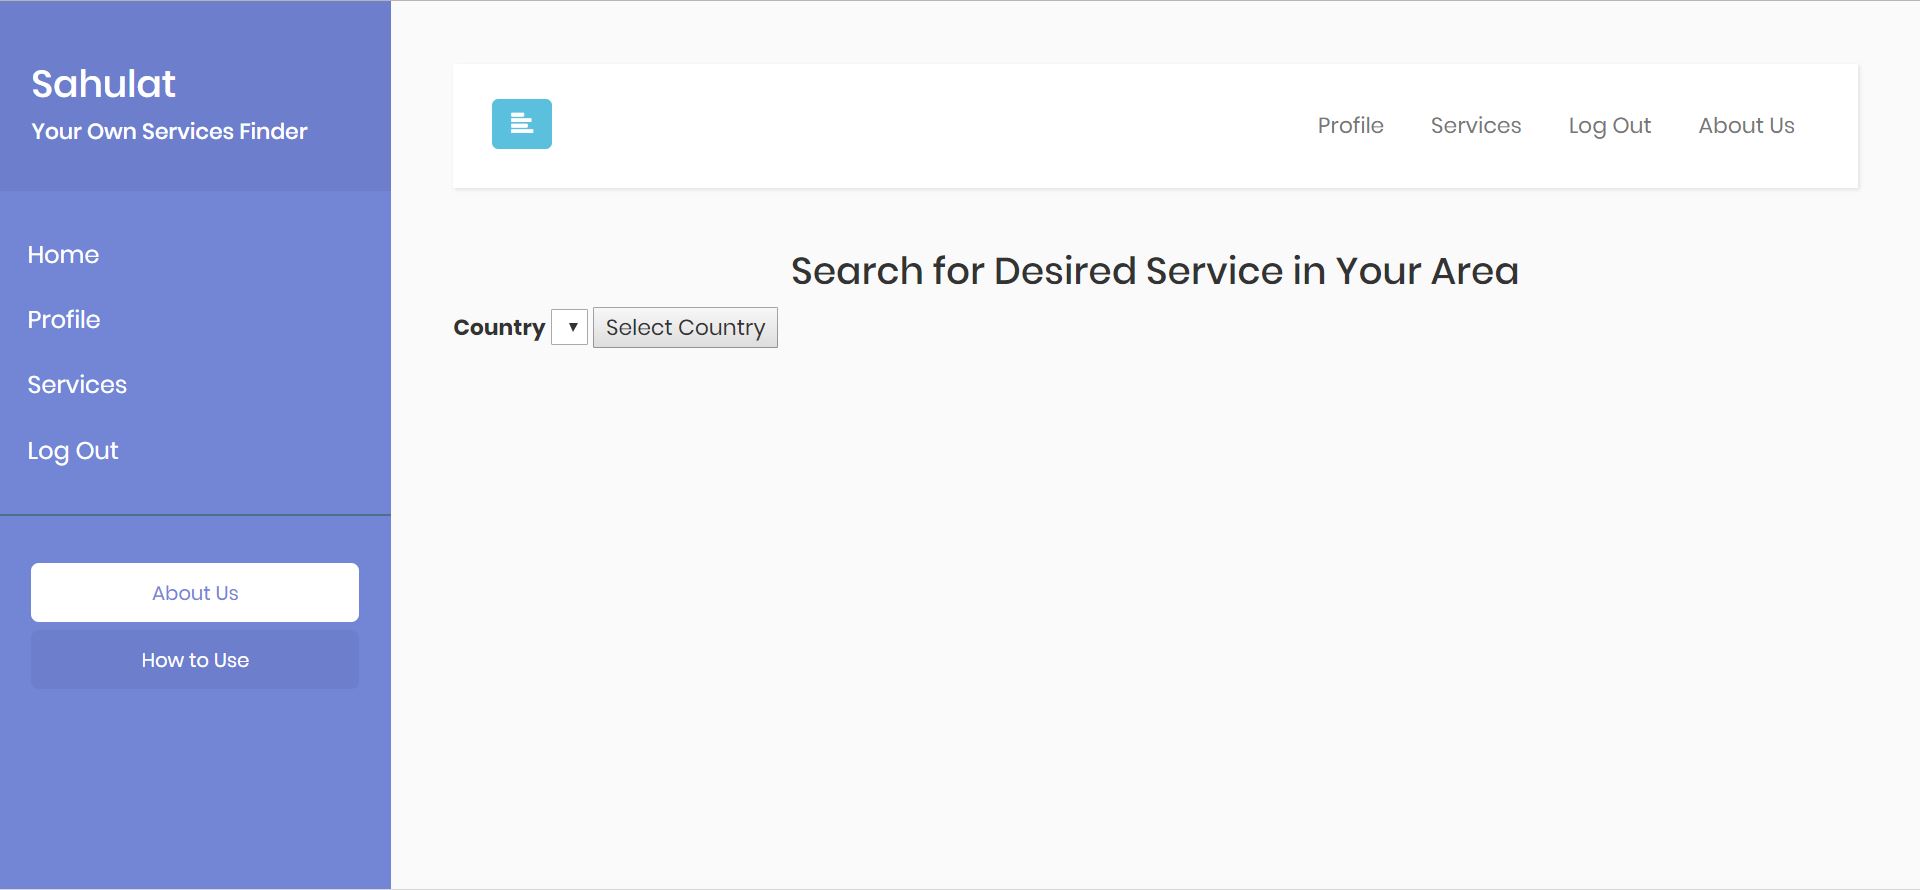 Sahulat
Your Own Services Finder
Home
Profile
Services
Log Out
About Us
How to Use
Profile Services Log Out About Us
Search for Desired Service in Your Area
Country Select Country